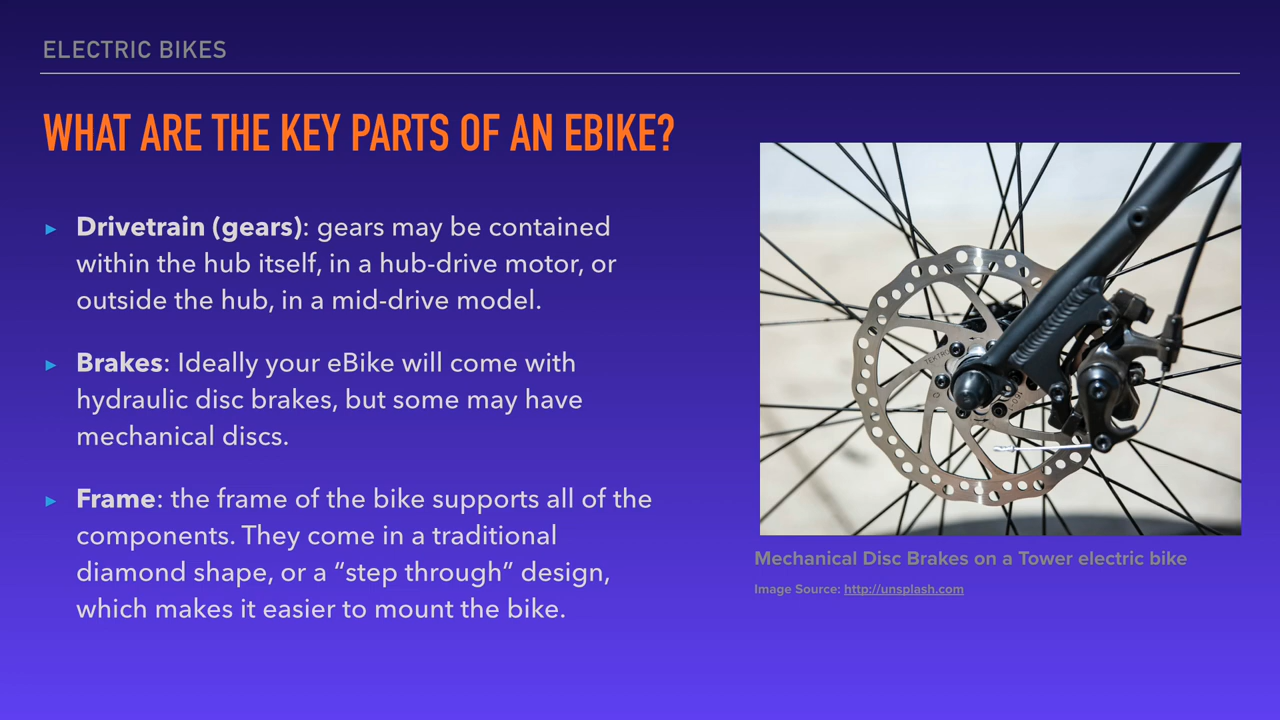 ELECTRIC BIKES
WHAT ARE THE KEY PARTS OF AN EBIKE?
▸ Drivetrain (gears): gears may be contained
within the hub itself, in a hub-drive motor, or
outside the hub, in a mid-drive model.
▸ Brakes: Ideally your eBike will come with
hydraulic disc brakes, but some may have
mechanical discs.
▸ Frame: the frame of the bike supports all of the
components. They come in a traditional
diamond shape, or a “step through” design,
which makes it easier to mount the bike.
TEKTRO
Mechanical Disc Brakes on a Tower electric bike
Image Source: http://unsplash.com